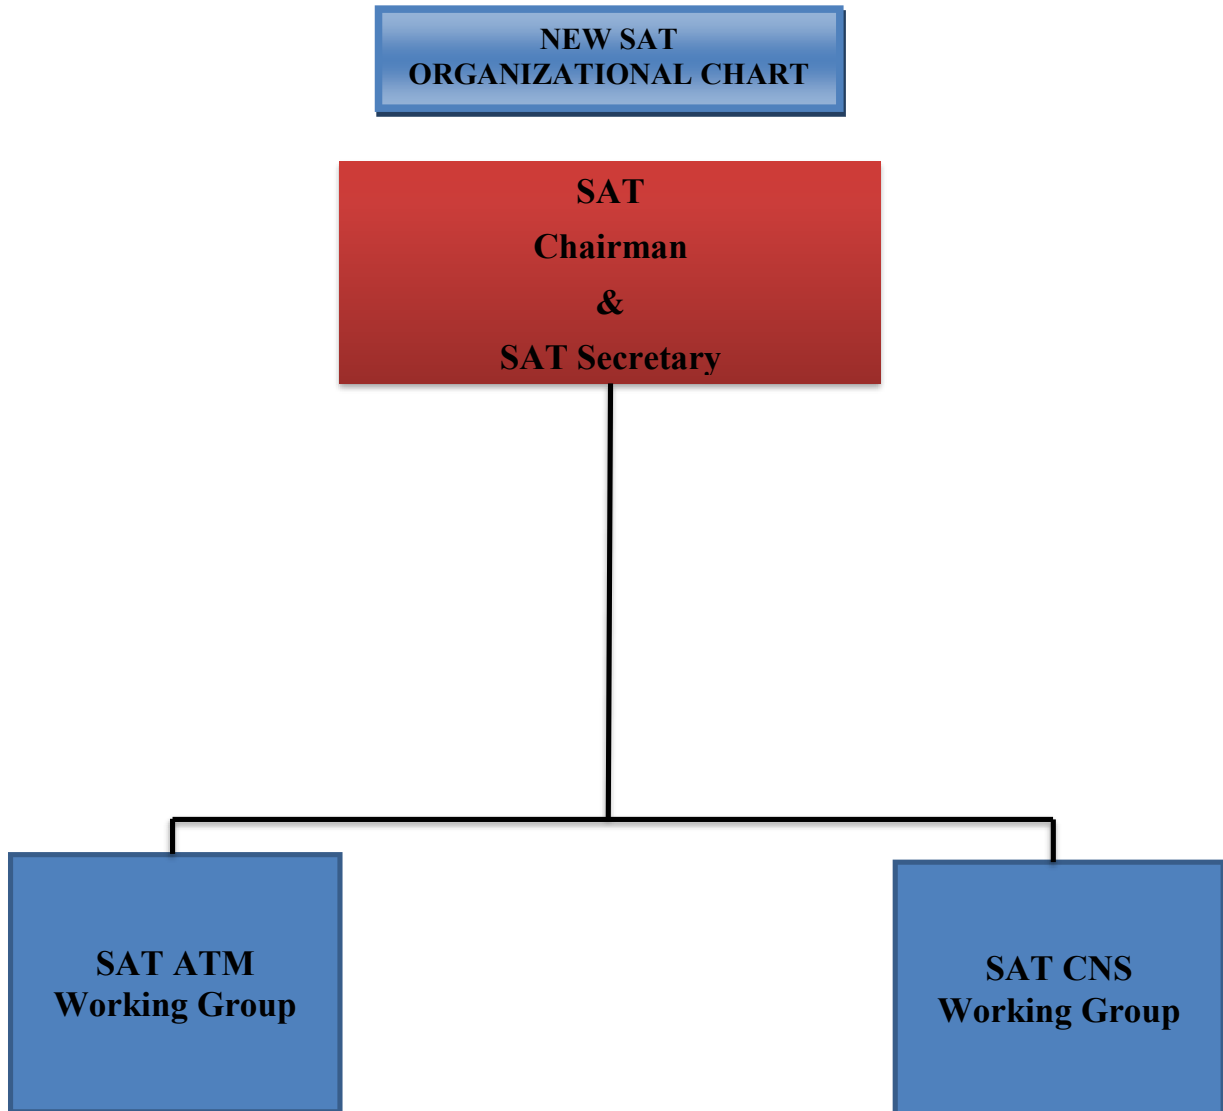 NEW SAT
ORGANIZATIONAL CHART
SAT
Chairman
&
SAT Secretary
SAT ATM
Working Group
SAT CNS
Working Group